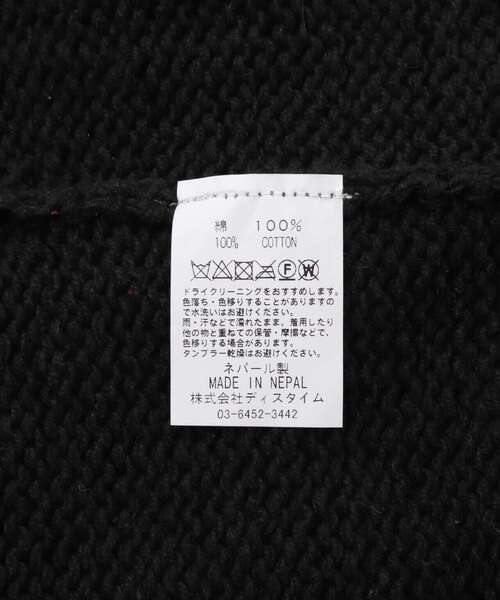 綿 100%
100% COTTON
F W
ドライクリーニングをおすすめします。
色落ち・色移りすることがありますの
で水洗いはお避けください。
雨・汗などで濡れたまま、着用したり
他の物と重ねての保管・摩擦などで、
色移りする場合があります。
タンブラー乾燥はお避けください。
ネパール製
MADE IN NEPAL
株式会社ディスタイム
03-6452-3442